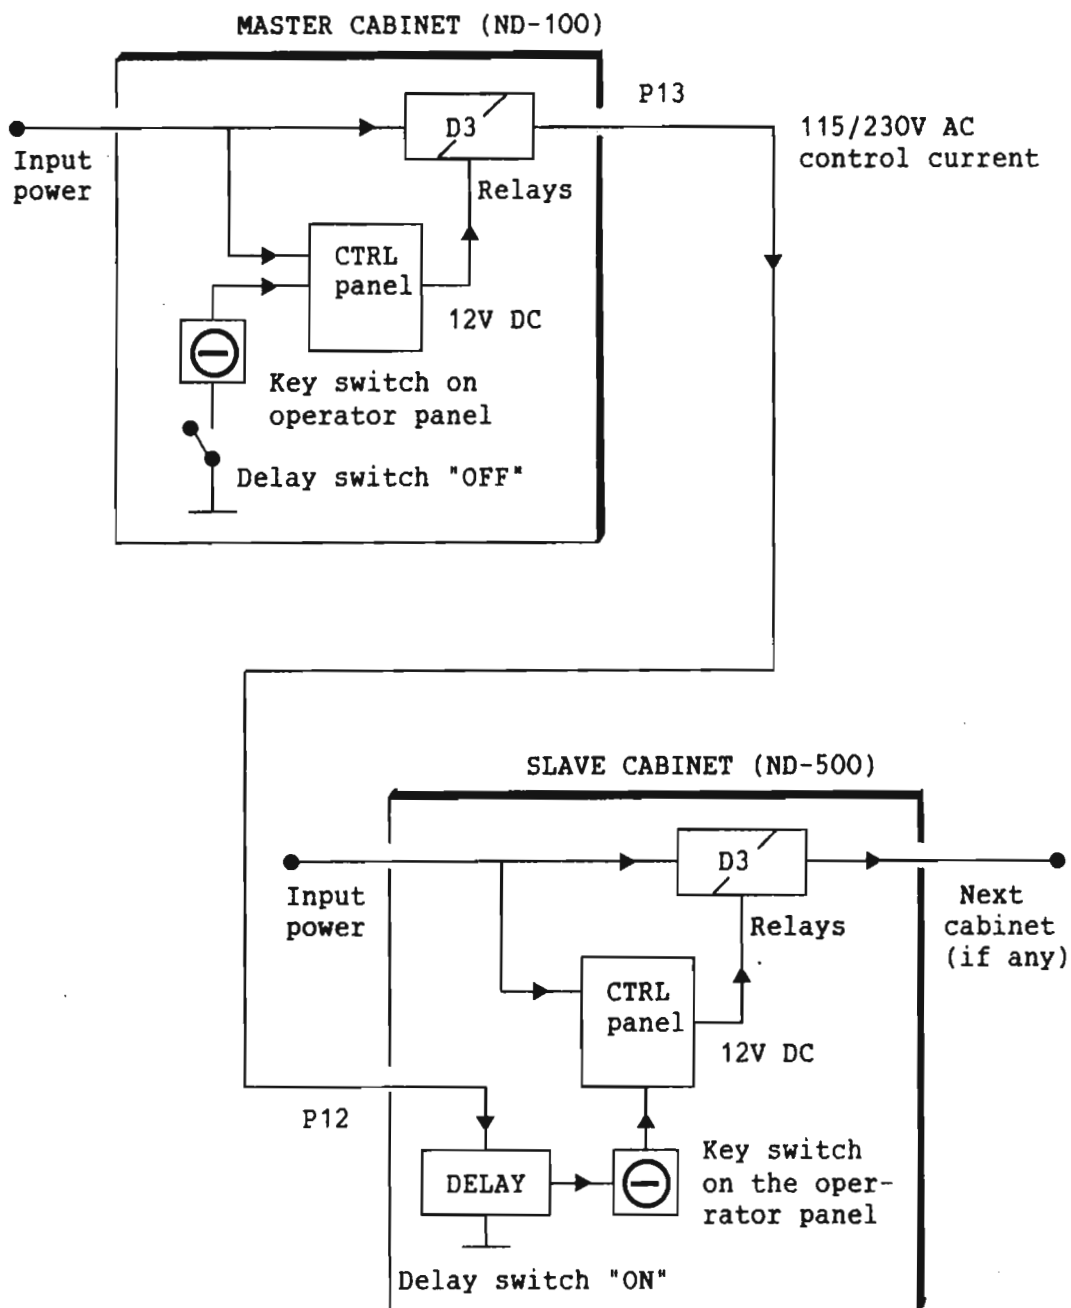 MASTER CABINET (ND-100)
P13
D3
115/230V AC
control current
Input
power
Relays
CTRL
panel
12V DC
Key switch on
operator panel
Delay switch "OFF"
SLAVE CABINET (ND-500)
D3
Input
power
Next
cabinet
(if any)
Relays
CTRL
panel
12V DC
P12
Key switch
on the oper-
rator panel
DELAY
Delay switch "ON"